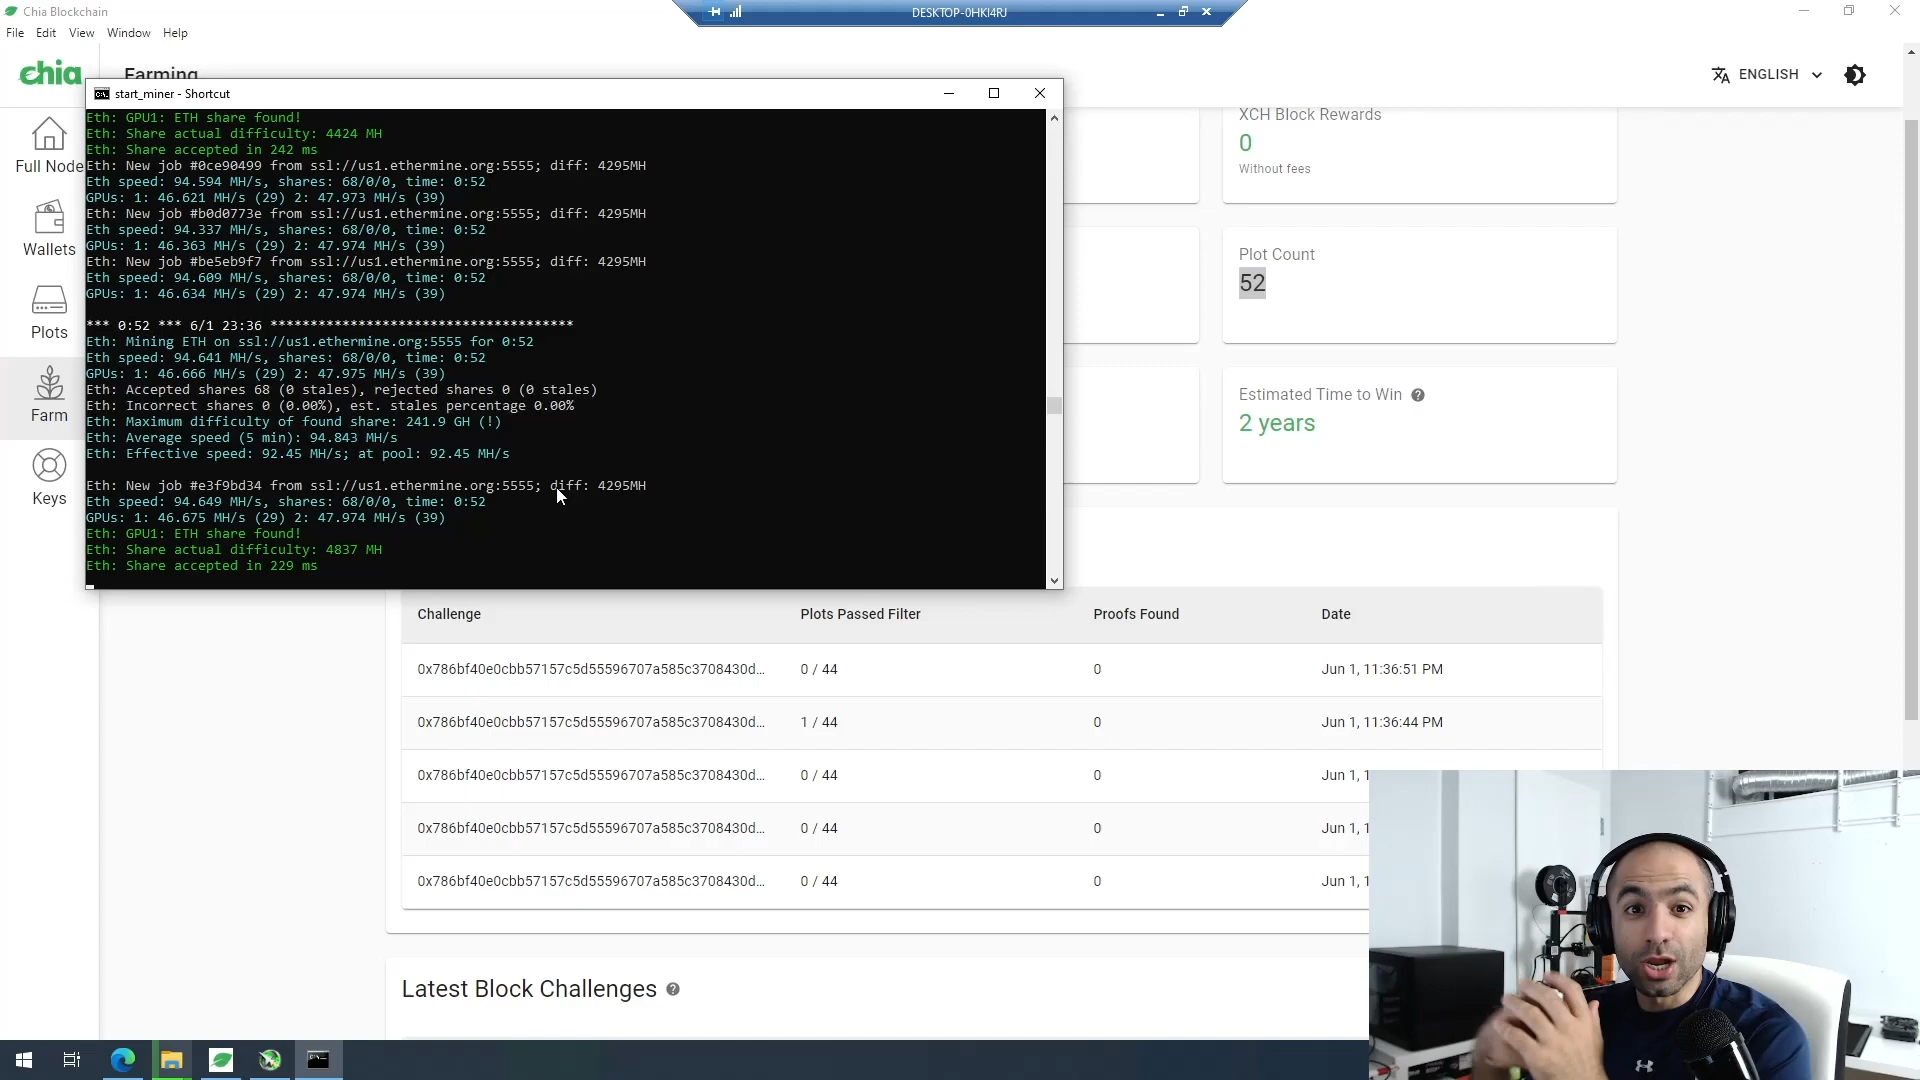 Chia Blockchain
DESKTOP-0HKI4RJ
File Edit View Window Help
chia
Farming
ENGLISH
Full Node
Wallets
Plots
Farm
Keys
start_miner - Shortcut
Eth: GPU1: ETH share found!
Eth: Share actual difficulty: 4424 MH
Eth: Share accepted in 242 ms
Eth: New job #0ce90499 from ssl://us1.ethermine.org:5555; diff: 4295MH
Eth speed: 94.594 MH/s, shares: 68/0/0, time: 0:52
GPUs: 1: 46.621 MH/s (29) 2: 47.973 MH/s (39)
Eth: New job #b0d0773e from ssl://us1.ethermine.org:5555; diff: 4295MH
Eth speed: 94.337 MH/s, shares: 68/0/0, time: 0:52
GPUs: 1: 46.363 MH/s (29) 2: 47.974 MH/s (39)
Eth: New job #be5eb9f7 from ssl://us1.ethermine.org:5555; diff: 4295MH
Eth speed: 94.609 MH/s, shares: 68/0/0, time: 0:52
GPUs: 1: 46.634 MH/s (29) 2: 47.974 MH/s (39)
*** 0:52 *** 6/1 23:36 **************************************
Eth: Mining ETH on ssl://us1.ethermine.org:5555 for 0:52
Eth speed: 94.641 MH/s, shares: 68/0/0, time: 0:52
GPUs: 1: 46.666 MH/s (29) 2: 47.975 MH/s (39)
Eth: Accepted shares 68 (0 stales), rejected shares 0 (0 stales)
Eth: Incorrect shares 0 (0.00%), est. stales percentage 0.00%
Eth: Maximum difficulty of found share: 241.9 GH (!)
Eth: Average speed (5 min): 94.843 MH/s
Eth: Effective speed: 92.45 MH/s; at pool: 92.45 MH/s
Eth: New job #e3f9bd34 from ssl://us1.ethermine.org:5555; diff: 4295MH
Eth speed: 94.649 MH/s, shares: 68/0/0, time: 0:52
GPUs: 1: 46.675 MH/s (29) 2: 47.974 MH/s (39)
Eth: GPU1: ETH share found!
Eth: Share actual difficulty: 4837 MH
Eth: Share accepted in 229 ms
XCH Block Rewards
0
Without fees
Plot Count
52
Estimated Time to Win
2 years
Challenge Plots Passed Filter Proofs Found Date
0x786bf40e0cbb57157c5d55596707a585c3708430d... 0 / 44 0 Jun 1, 11:36:51 PM
0x786bf40e0cbb57157c5d55596707a585c3708430d... 1 / 44 0 Jun 1, 11:36:44 PM
0x786bf40e0cbb57157c5d55596707a585c3708430d... 0 / 44 0 Jun 1, 1
0x786bf40e0cbb57157c5d55596707a585c3708430d... 0 / 44 0 Jun 1, 1
0x786bf40e0cbb57157c5d55596707a585c3708430d... 0 / 44 0 Jun 1, 1
Latest Block Challenges